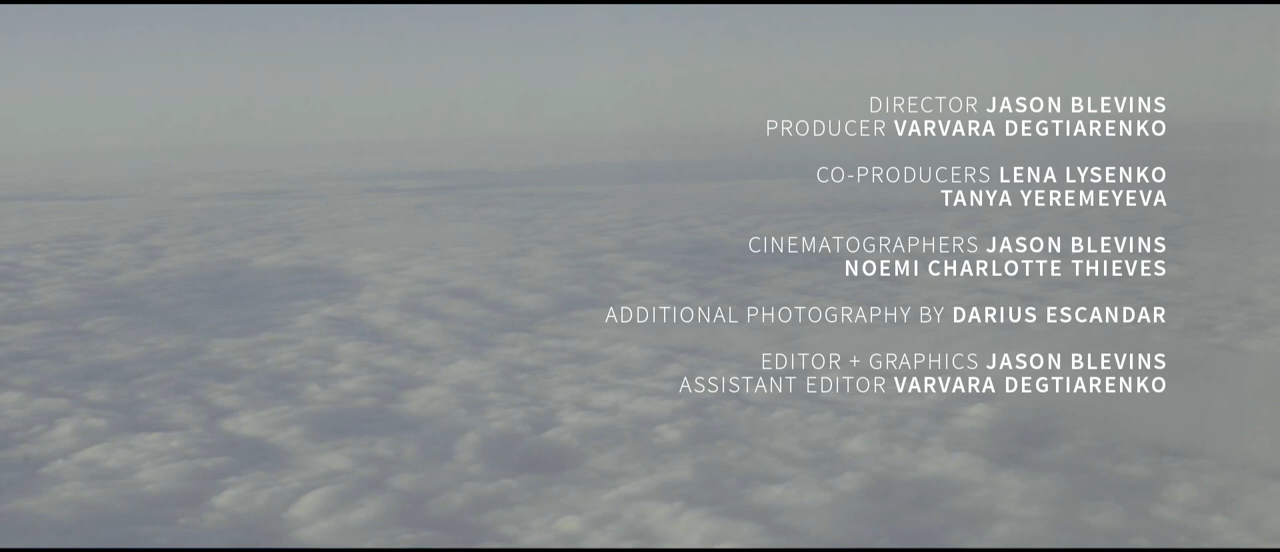 DIRECTOR JASON BLEVINS
PRODUCER VARVARA DEGTIARENKO
CO-PRODUCERS LENA LYSENKO
TANYA YEREMEYEVA
CINEMATOGRAPHERS JASON BLEVINS
NOEMI CHARLOTTE THIEVES
ADDITIONAL PHOTOGRAPHY BY DARIUS ESCANDAR
EDITOR + GRAPHICS JASON BLEVINS
ASSISTANT EDITOR VARVARA DEGTIARENKO